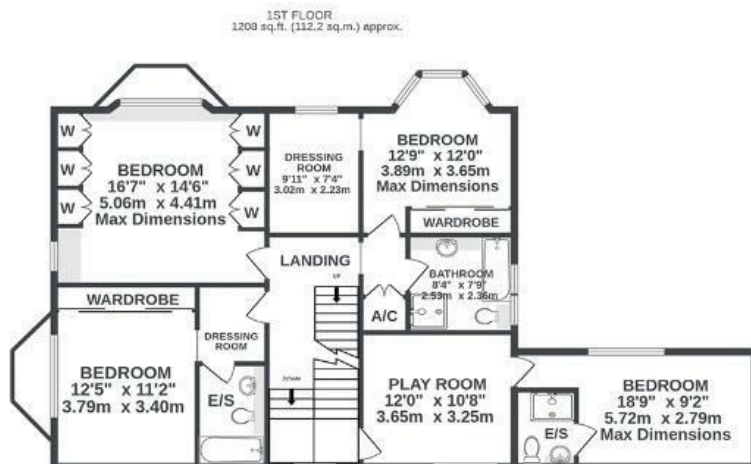 1ST FLOOR
1208 sq.ft. (112.2 sq.m.) approx.
W
W
W
W
W
W
BEDROOM
16'7" x 14'6"
5.06m x 4.41m
Max Dimensions
DRESSING
ROOM
9'11" x 7'4"
3.02m x 2.23m
BEDROOM
12'9" x 12'0"
3.89m x 3.65m
Max Dimensions
WARDROBE
LANDING
UP
BATHROOM
8'4" x 7'9"
2.53m x 2.36m
A/C
WARDROBE
DRESSING
ROOM
BEDROOM
12'5" x 11'2"
3.79m x 3.40m
E/S
DOWN
PLAY ROOM
12'0" x 10'8"
3.65m x 3.25m
BEDROOM
18'9" x 9'2"
5.72m x 2.79m
Max Dimensions
E/S